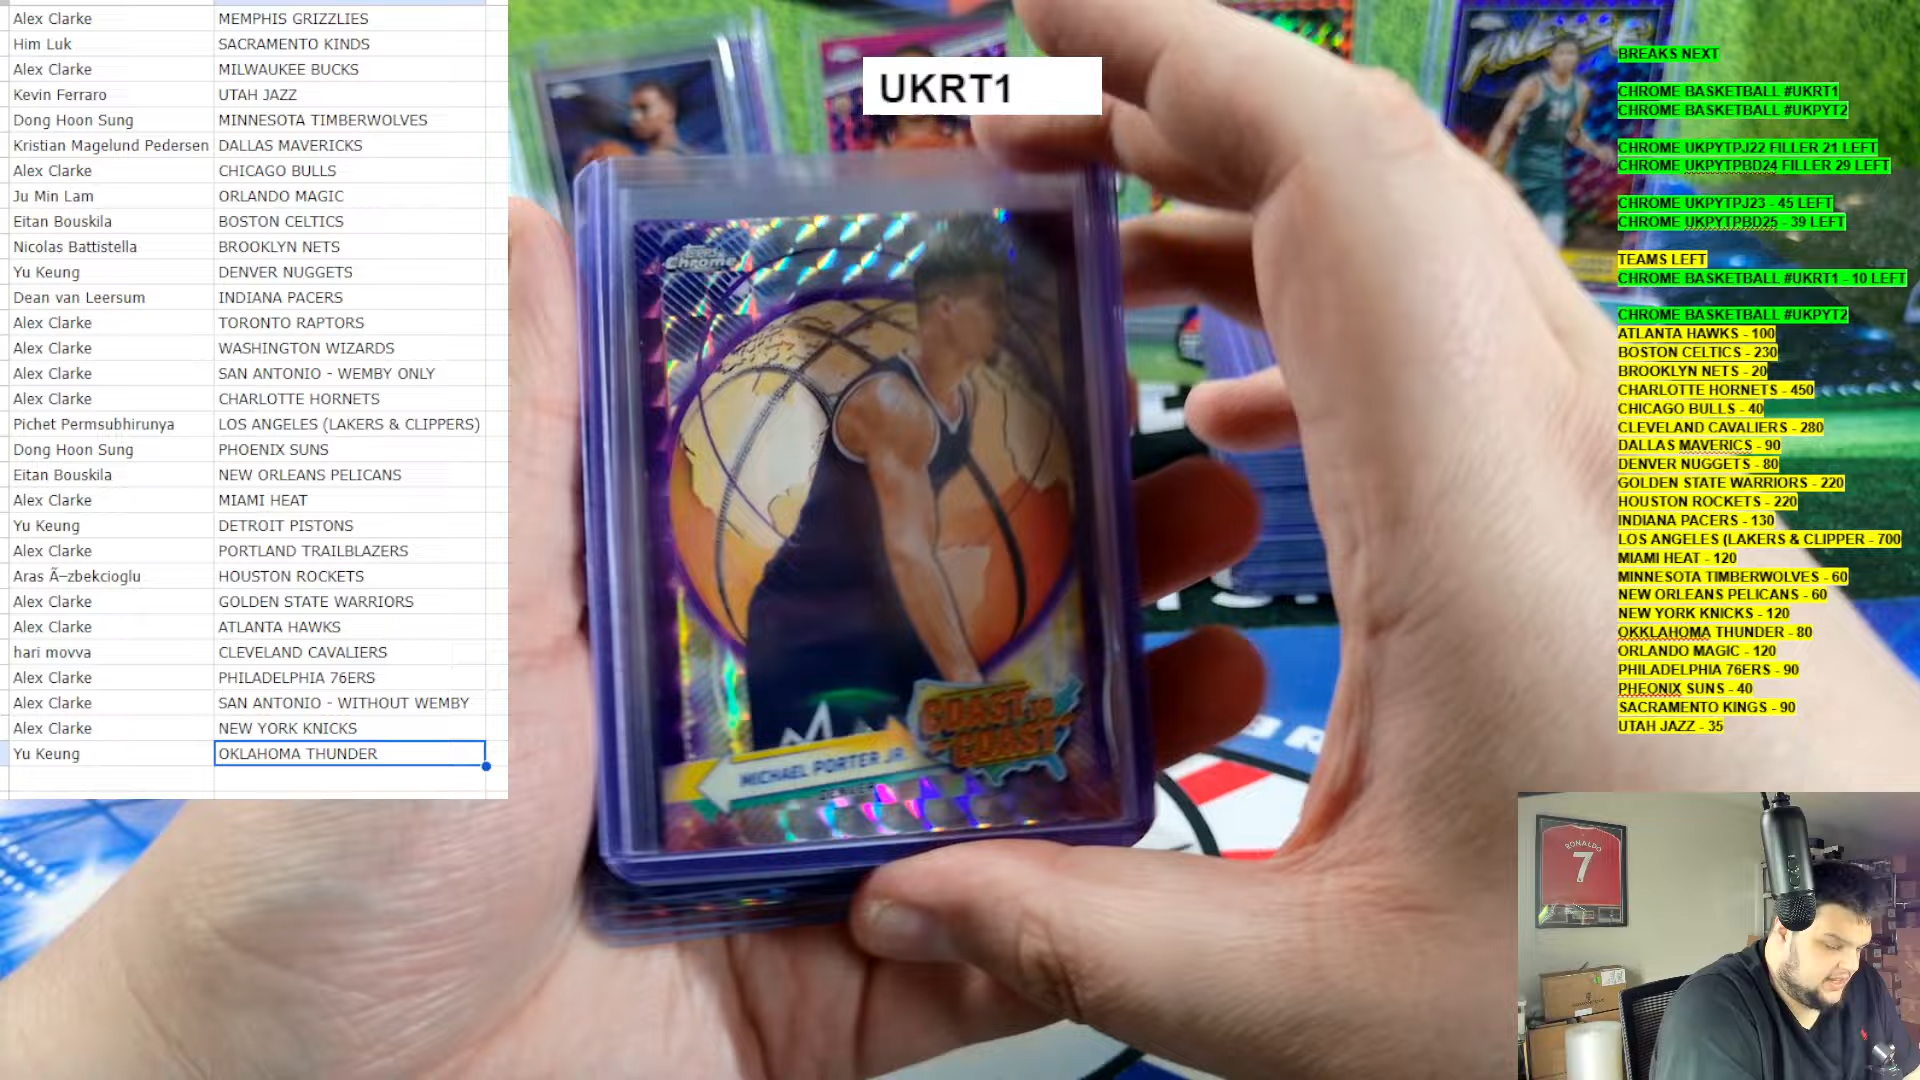 Alex Clarke MEMPHIS GRIZZLIES
Him Luk SACRAMENTO KINDS
Alex Clarke MILWAUKEE BUCKS
Kevin Ferraro UTAH JAZZ
Dong Hoon Sung MINNESOTA TIMBERWOLVES
Kristian Magelund Pedersen DALLAS MAVERICKS
Alex Clarke CHICAGO BULLS
Ju Min Lam ORLANDO MAGIC
Eitan Bouskila BOSTON CELTICS
Nicolas Battistella BROOKLYN NETS
Yu Keung DENVER NUGGETS
Dean van Leersum INDIANA PACERS
Alex Clarke TORONTO RAPTORS
Alex Clarke WASHINGTON WIZARDS
Alex Clarke SAN ANTONIO - WEMBY ONLY
Alex Clarke CHARLOTTE HORNETS
Pichet Permsubhirunya LOS ANGELES (LAKERS & CLIPPERS)
Dong Hoon Sung PHOENIX SUNS
Eitan Bouskila NEW ORLEANS PELICANS
Alex Clarke MIAMI HEAT
Yu Keung DETROIT PISTONS
Alex Clarke PORTLAND TRAILBLAZERS
Aras Ã–zbekcioglu HOUSTON ROCKETS
Alex Clarke GOLDEN STATE WARRIORS
Alex Clarke ATLANTA HAWKS
hari movva CLEVELAND CAVALIERS
Alex Clarke PHILADELPHIA 76ERS
Alex Clarke SAN ANTONIO - WITHOUT WEMBY
Alex Clarke NEW YORK KNICKS
Yu Keung OKLAHOMA THUNDER
UKRT1
FINESSE
Topps
Chrome
COAST TO
COAST
MICHAEL PORTER JR.
DENVER
BREAKS NEXT
CHROME BASKETBALL #UKRT1
CHROME BASKETBALL #UKPYT2
CHROME UKPYTPJ22 FILLER 21 LEFT
CHROME UKPYTPBD24 FILLER 29 LEFT
CHROME UKPYTPJ23 - 45 LEFT
CHROME UKPYTPBD25 - 39 LEFT
TEAMS LEFT
CHROME BASKETBALL #UKRT1 - 10 LEFT
CHROME BASKETBALL #UKPYT2
ATLANTA HAWKS - 100
BOSTON CELTICS - 230
BROOKLYN NETS - 20
CHARLOTTE HORNETS - 450
CHICAGO BULLS - 40
CLEVELAND CAVALIERS - 280
DALLAS MAVERICS - 90
DENVER NUGGETS - 80
GOLDEN STATE WARRIORS - 220
HOUSTON ROCKETS - 220
INDIANA PACERS - 130
LOS ANGELES (LAKERS & CLIPPER - 700
MIAMI HEAT - 120
MINNESOTA TIMBERWOLVES - 60
NEW ORLEANS PELICANS - 60
NEW YORK KNICKS - 120
OKKLAHOMA THUNDER - 80
ORLANDO MAGIC - 120
PHILADELPHIA 76ERS - 90
PHEONIX SUNS - 40
SACRAMENTO KINGS - 90
UTAH JAZZ - 35
RONALDO
7